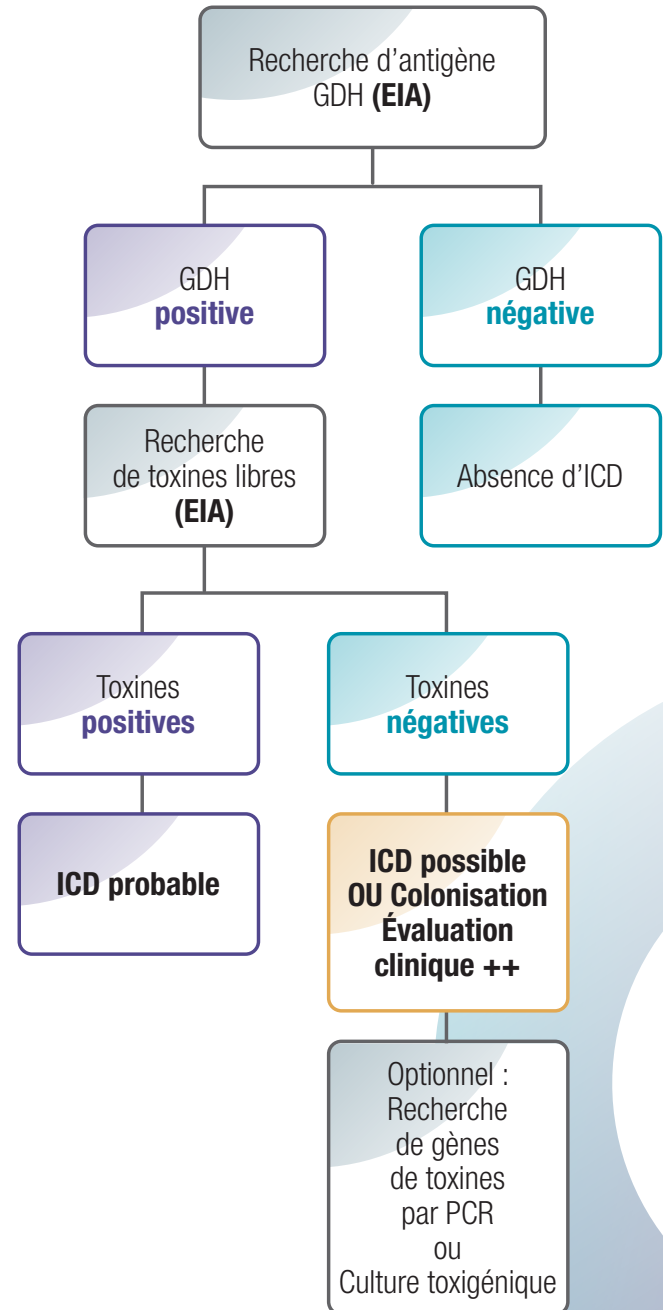 Recherche d’antigène
GDH (EIA)
GDH
positive
GDH
négative
Recherche
de toxines libres
(EIA)
Absence d’ICD
Toxines
positives
Toxines
négatives
ICD probable
ICD possible
OU Colonisation
Évaluation
clinique ++
Optionnel :
Recherche
de gènes
de toxines
par PCR
ou
Culture toxigénique